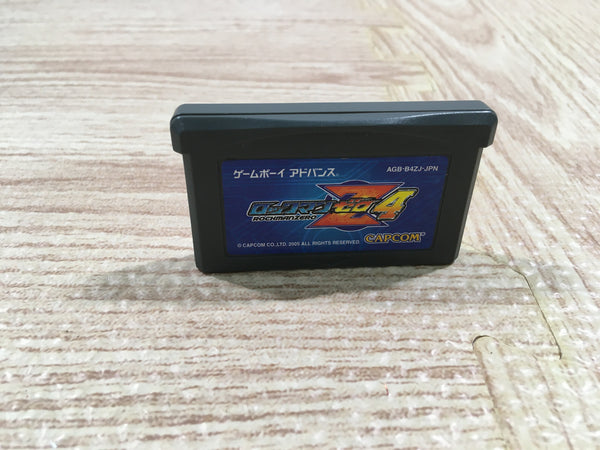 ゲームボーイ アドバンス
AGB-B4ZJ-JPN
ロックマンゼロ4
ROCKMAN ZERO
© CAPCOM CO., LTD. 2005 ALL RIGHTS RESERVED.
CAPCOM